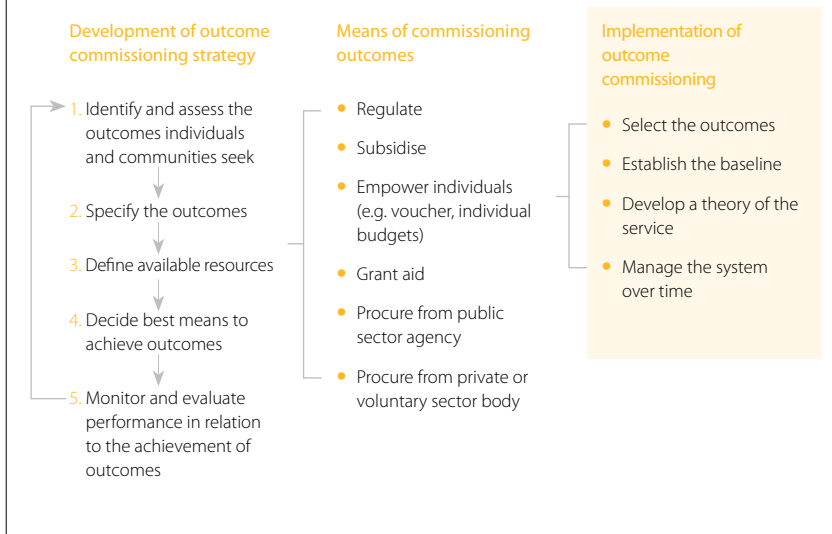 Development of outcome
commissioning strategy
1. Identify and assess the
outcomes individuals
and communities seek
2. Specify the outcomes
3. Define available resources
4. Decide best means to
achieve outcomes
5. Monitor and evaluate
performance in relation
to the achievement of
outcomes
Means of commissioning
outcomes
• Regulate
• Subsidise
• Empower individuals
(e.g. voucher, individual
budgets)
• Grant aid
• Procure from public
sector agency
• Procure from private or
voluntary sector body
Implementation of
outcome
commissioning
• Select the outcomes
• Establish the baseline
• Develop a theory of the
service
• Manage the system
over time